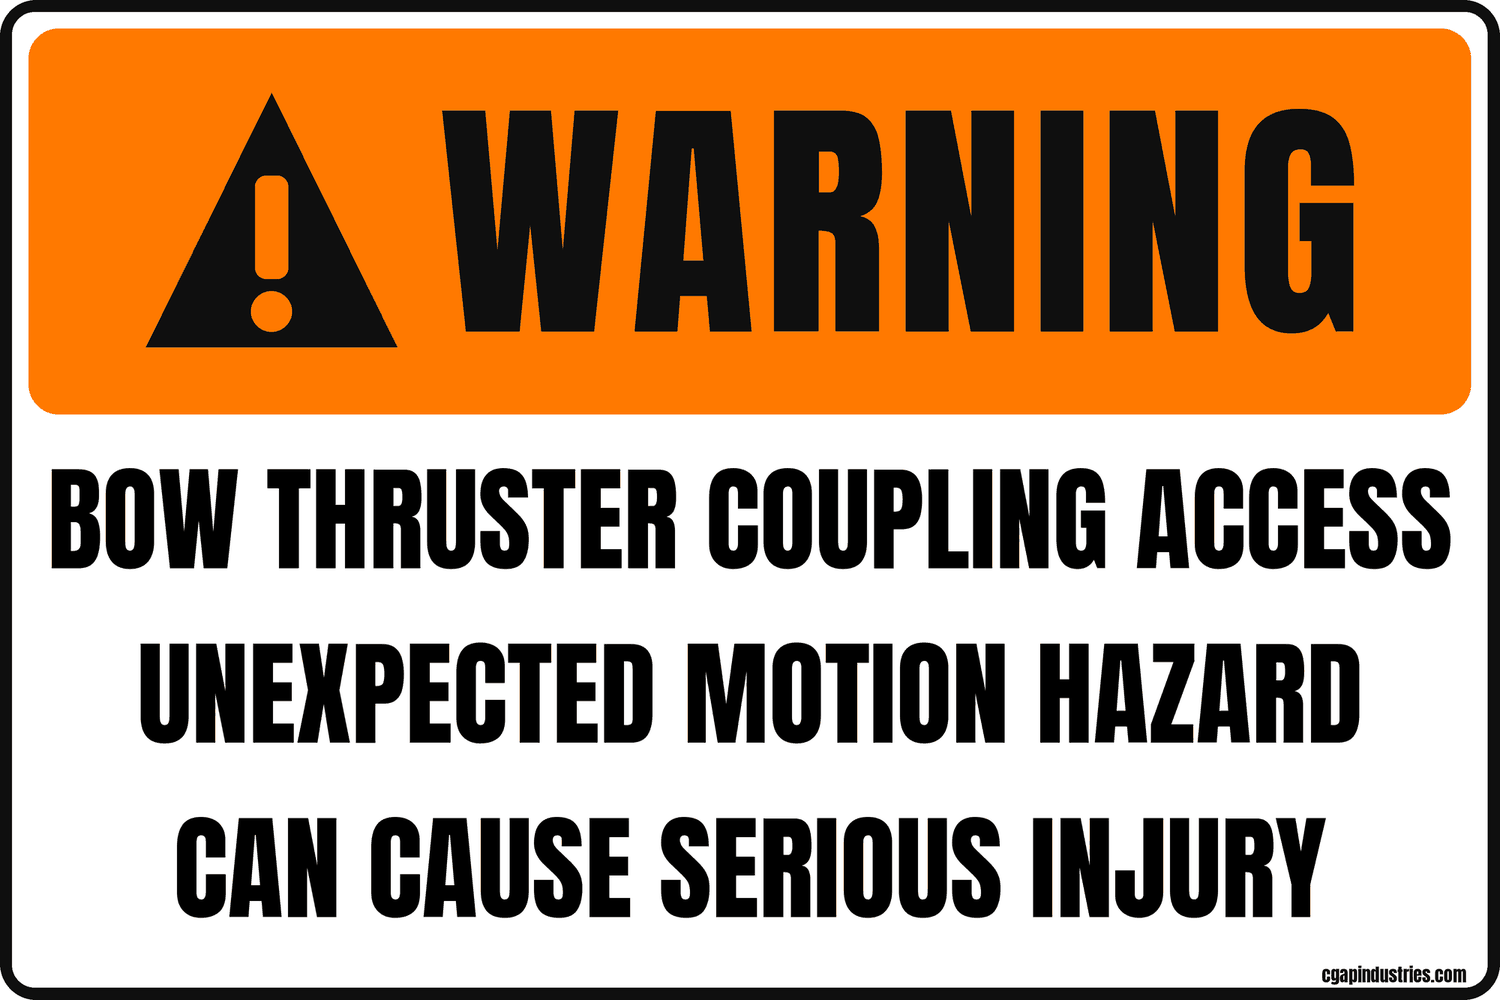 WARNING
BOW THRUSTER COUPLING ACCESS
UNEXPECTED MOTION HAZARD
CAN CAUSE SERIOUS INJURY
cgapindustries.com